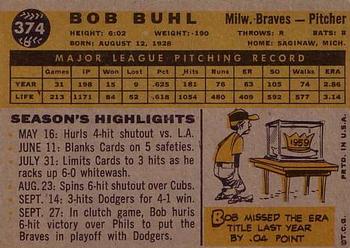 374
BOB BUHL
Milw. Braves — Pitcher
HEIGHT: 6:02 WEIGHT: 190 THROWS: R BATS: R
BORN: AUGUST 12, 1928 HOME: SAGINAW, MICH.
MAJOR LEAGUE PITCHING RECORD
Games IP Won Lost Pct. Hits Runs SO Walks ERA
YEAR 31 198 15 9 .625 181 63 105 74 2.86
LIFE 213 1172 84 52 .618 1054 480 409 577 3.14
SEASON'S HIGHLIGHTS
MAY 16: Hurls 4-hit shutout vs. L.A.
JUNE 11: Blanks Cards on 5 safeties.
JULY 31: Limits Cards to 3 hits as he
racks up 6-0 whitewash.
AUG. 23: Spins 6-hit shutout over Cubs.
SEPT. 14: 3-hits Dodgers for 4-1 win.
SEPT. 27: In clutch game, Bob hurls
6-hit victory over Phils to put the
Braves in playoff with Dodgers.
1959
BOB MISSED THE ERA
TITLE LAST YEAR
BY .04 POINT
©T.C.G. PRTD. IN U.S.A.